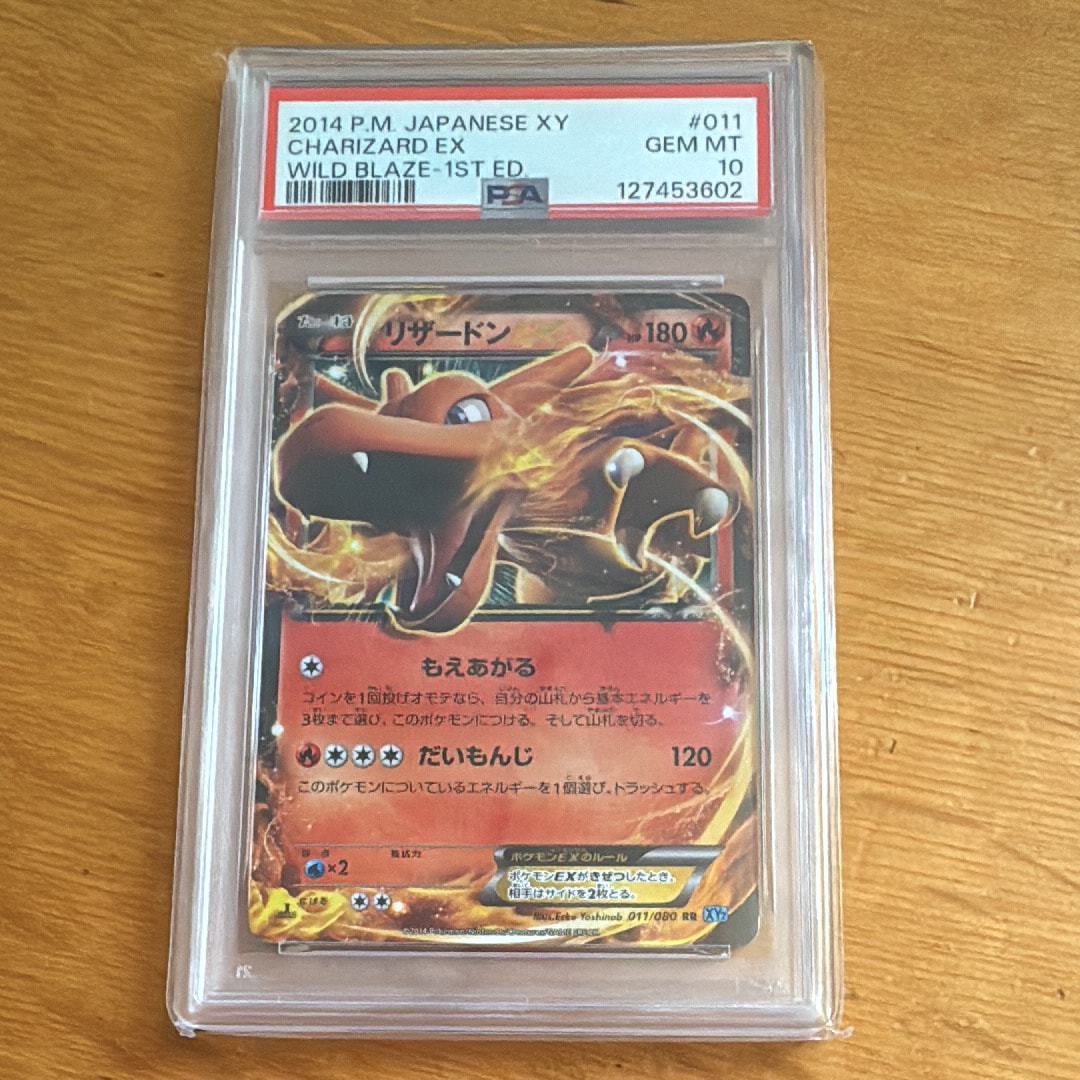 2014 P.M. JAPANESE XY #011
CHARIZARD EX GEM MT
WILD BLAZE-1ST ED. 10
PSA 127453602
リザードン 180
もえあがる
コインを1回投げオモテなら、自分の山札から基本エネルギーを
3枚まで選び、このポケモンにつける。そして山札を切る。
だいもんじ 120
このポケモンについているエネルギーを1個選び、トラッシュする。
×2
ポケモンEXのルール
ポケモンEXがきぜつしたとき、
相手はサイドを2枚とる。
にげる
Illus.Eske Yoshinob 011/080 RR XY2